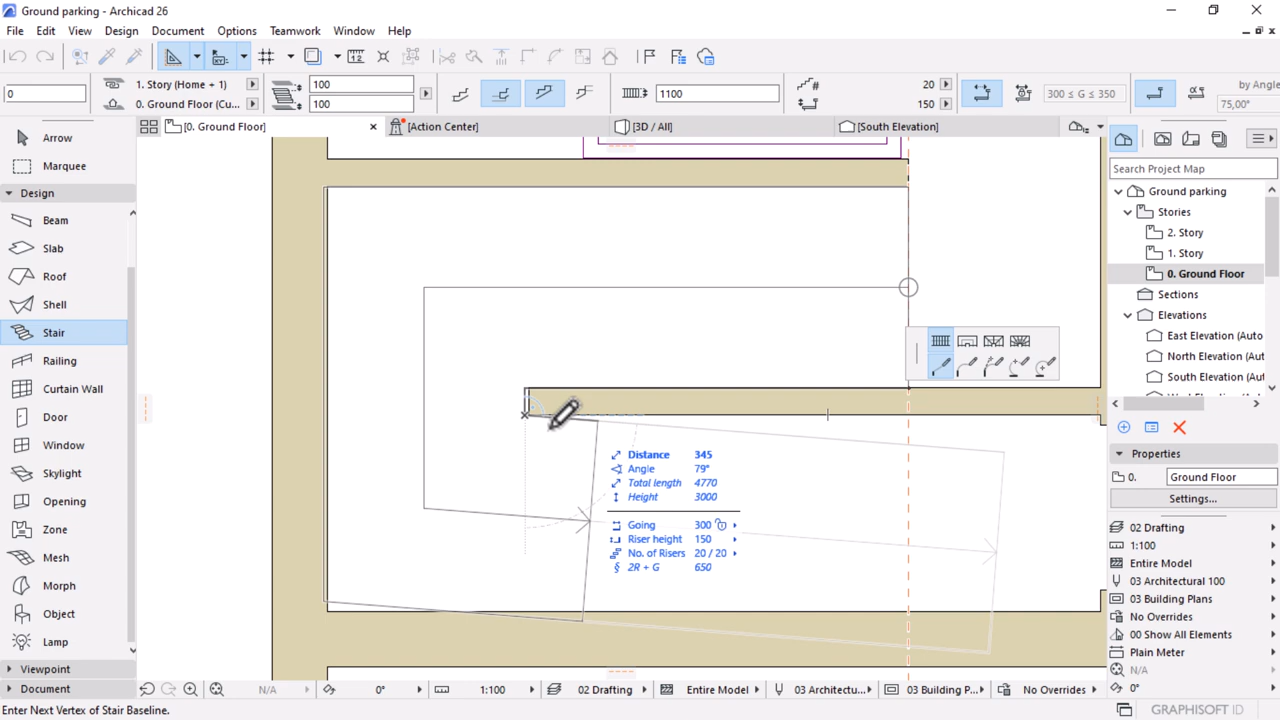 Ground parking - Archicad 26
File Edit View Design Document Options Teamwork Window Help
0
1. Story (Home + 1)
0. Ground Floor (Cu...
100
100
1100
20
150
300 ≤ G ≤ 350
by Angle
75,00°
[0. Ground Floor]
[Action Center]
[3D / All]
[South Elevation]
Arrow
Marquee
Design
Beam
Slab
Roof
Shell
Stair
Railing
Curtain Wall
Door
Window
Skylight
Opening
Zone
Mesh
Morph
Object
Lamp
Viewpoint
Document
Distance 345
Angle 79°
Total length 4770
Height 3000
Going 300
Riser height 150
No. of Risers 20 / 20
2R + G 650
Search Project Map
Ground parking
Stories
2. Story
1. Story
0. Ground Floor
Sections
Elevations
East Elevation (Auto
North Elevation (Auto
South Elevation (Auto
Properties
0. Ground Floor
Settings...
02 Drafting
1:100
Entire Model
03 Architectural 100
03 Building Plans
No Overrides
00 Show All Elements
Plain Meter
N/A
0°
N/A 0° 1:100 02 Drafting Entire Model 03 Architectu... 03 Building P... No Overrides
Enter Next Vertex of Stair Baseline.
GRAPHISOFT ID